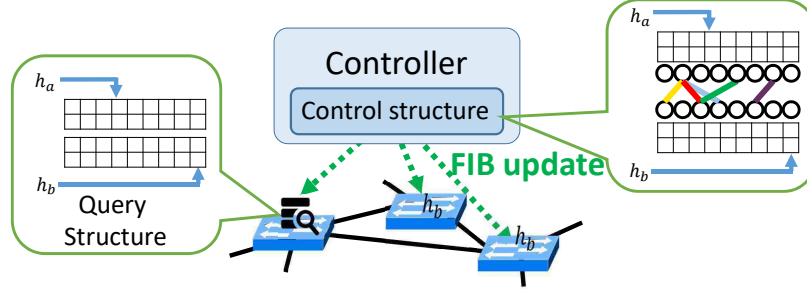 h_a
h_b
Query
Structure
Controller
Control structure
FIB update
h_b
h_b
h_a
h_b